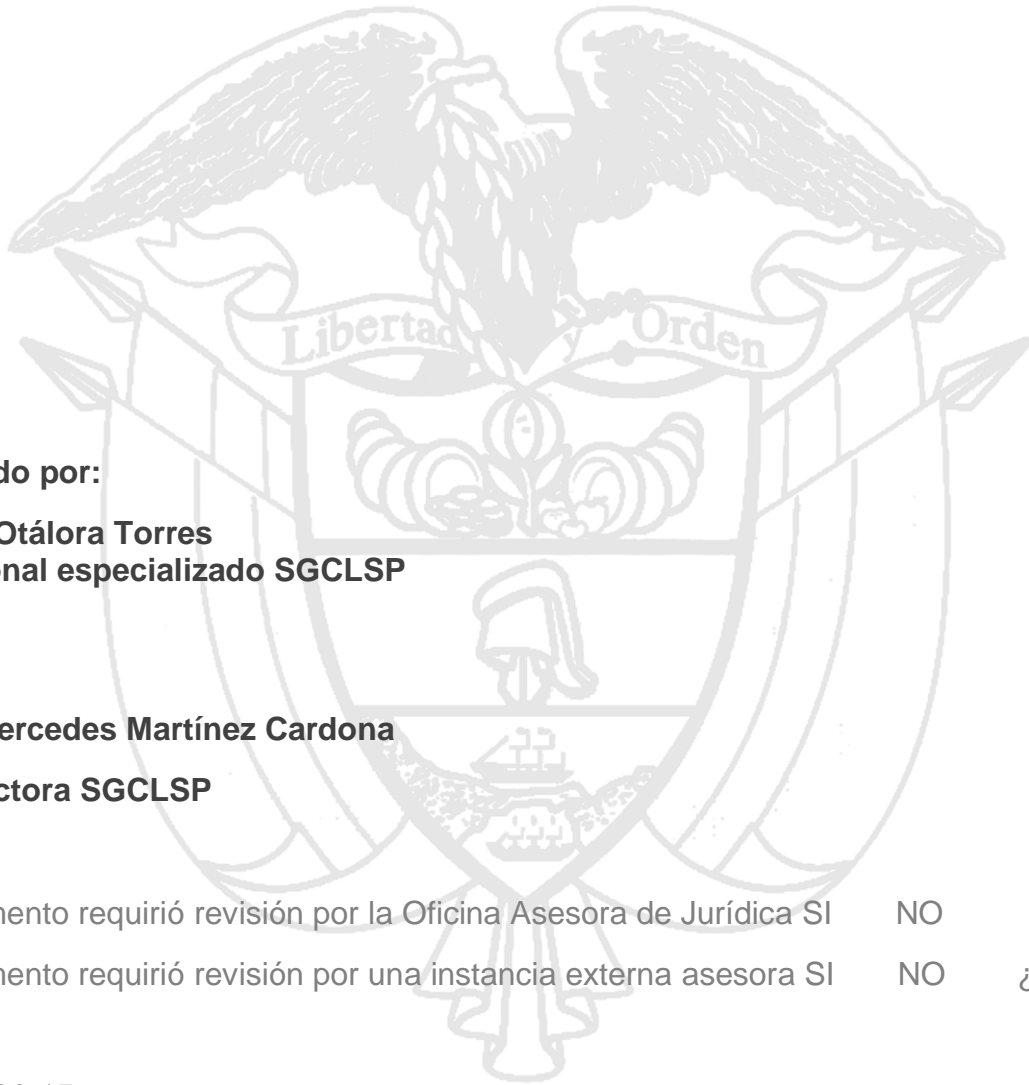 Libertad y Orden
do por:
Otálora Torres
nal especializado SGCLSP
ercedes Martínez Cardona
ctora SGCLSP
mento requirió revisión por la Oficina Asesora de Jurídica SI NO
mento requirió revisión por una instancia externa asesora SI NO ¿